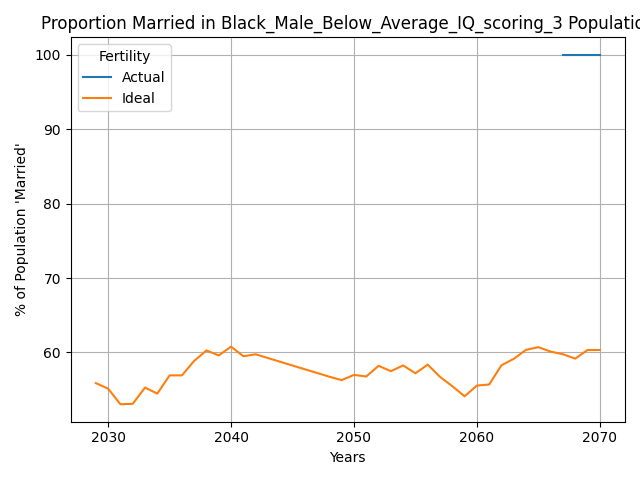 Proportion Married in Black_Male_Below_Average_IQ_scoring_3 Populatio
Fertility
Actual
Ideal
% of Population 'Married'
100
90
80
70
60
2030
2040
2050
2060
2070
Years